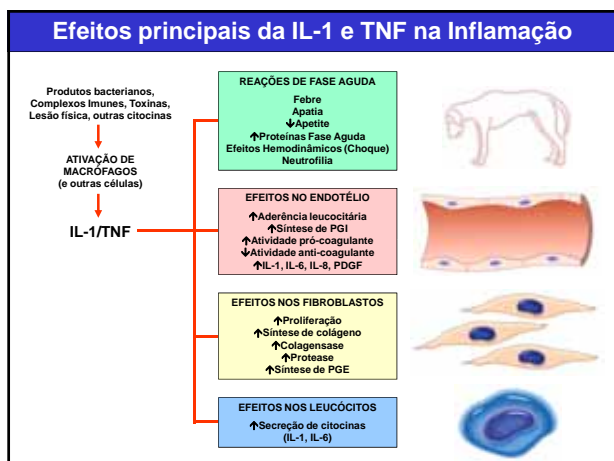 Efeitos principais da IL-1 e TNF na Inflamação
Produtos bacterianos,
Complexos Imunes, Toxinas,
Lesão física, outras citocinas
ATIVAÇÃO DE
MACRÓFAGOS
(e outras células)
IL-1/TNF
REAÇÕES DE FASE AGUDA
Febre
Apatia
↓Apetite
↑Proteínas Fase Aguda
Efeitos Hemodinâmicos (Choque)
Neutrofilia
EFEITOS NO ENDOTÉLIO
↑Aderência leucocitária
↑Síntese de PGI
↑Atividade pró-coagulante
↓Atividade anti-coagulante
↑IL-1, IL-6, IL-8, PDGF
EFEITOS NOS FIBROBLASTOS
↑Proliferação
↑Síntese de colágeno
↑Colagensase
↑Protease
↑Síntese de PGE
EFEITOS NOS LEUCÓCITOS
↑Secreção de citocinas
(IL-1, IL-6)